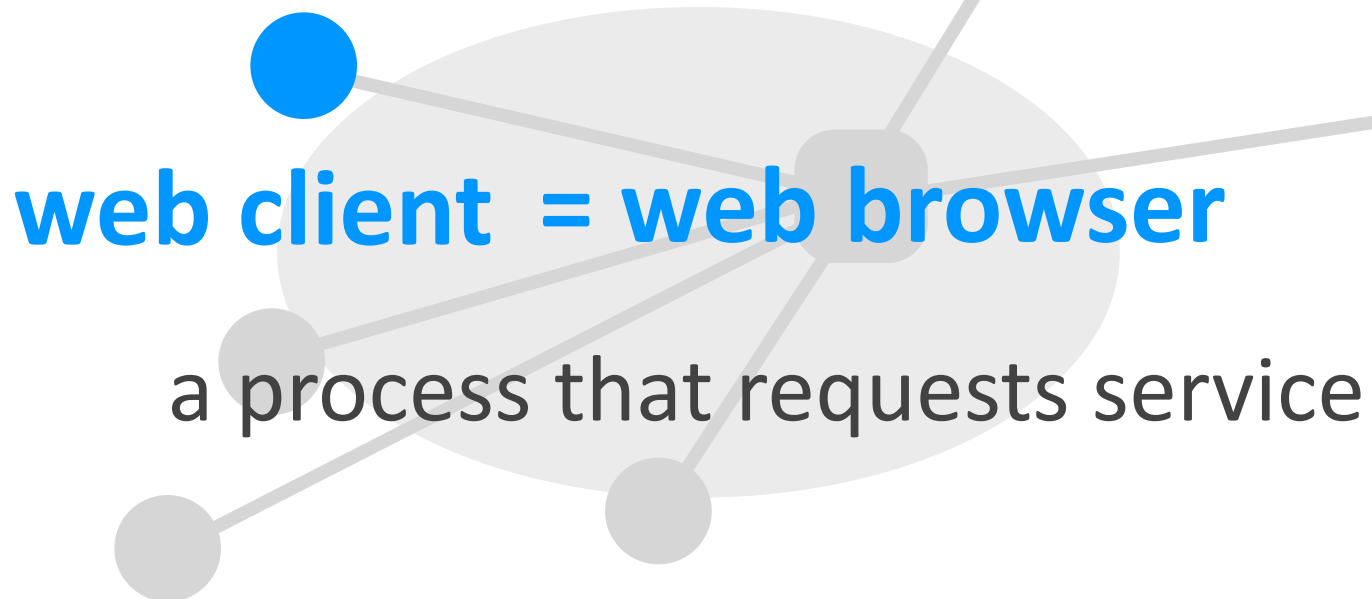 web client = web browser
a process that requests service